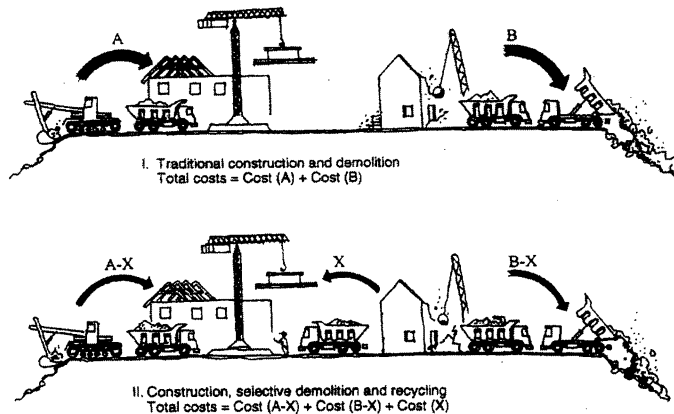 A
B
I. Traditional construction and demolition
Total costs = Cost (A) + Cost (B)
A-X
X
B-X
II. Construction, selective demolition and recycling
Total costs = Cost (A-X) + Cost (B-X) + Cost (X)